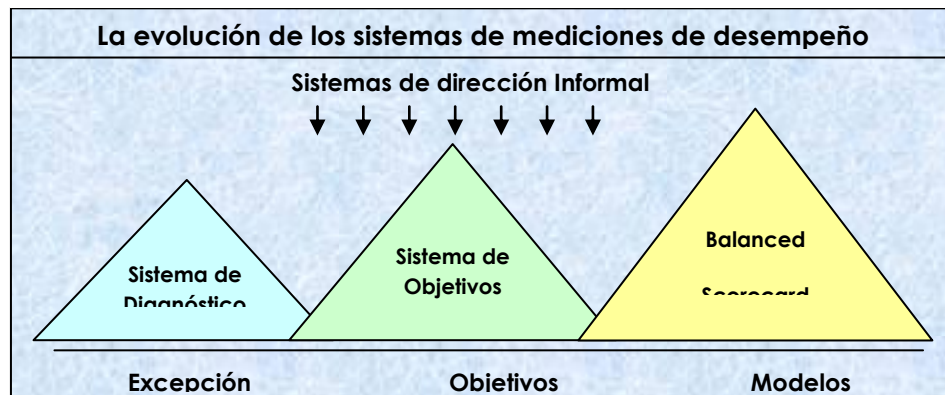 La evolución de los sistemas de mediciones de desempeño
Sistemas de dirección Informal
Sistema de
Diagnóstico
Sistema de
Objetivos
Balanced
Scorecard
Excepción
Objetivos
Modelos